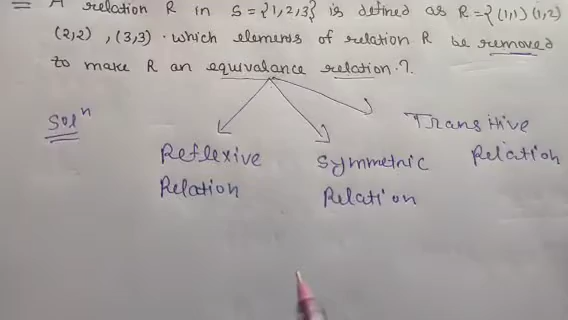 = A relation R in S = {1,2,3} is defined as R = {(1,1) (1,2)
(2,2) , (3,3) . which elements of relation R be removed
to make R an equivalance relation ?.
Solⁿ
Reflexive
Relation
Symmetric
Relation
Transitive
Relation